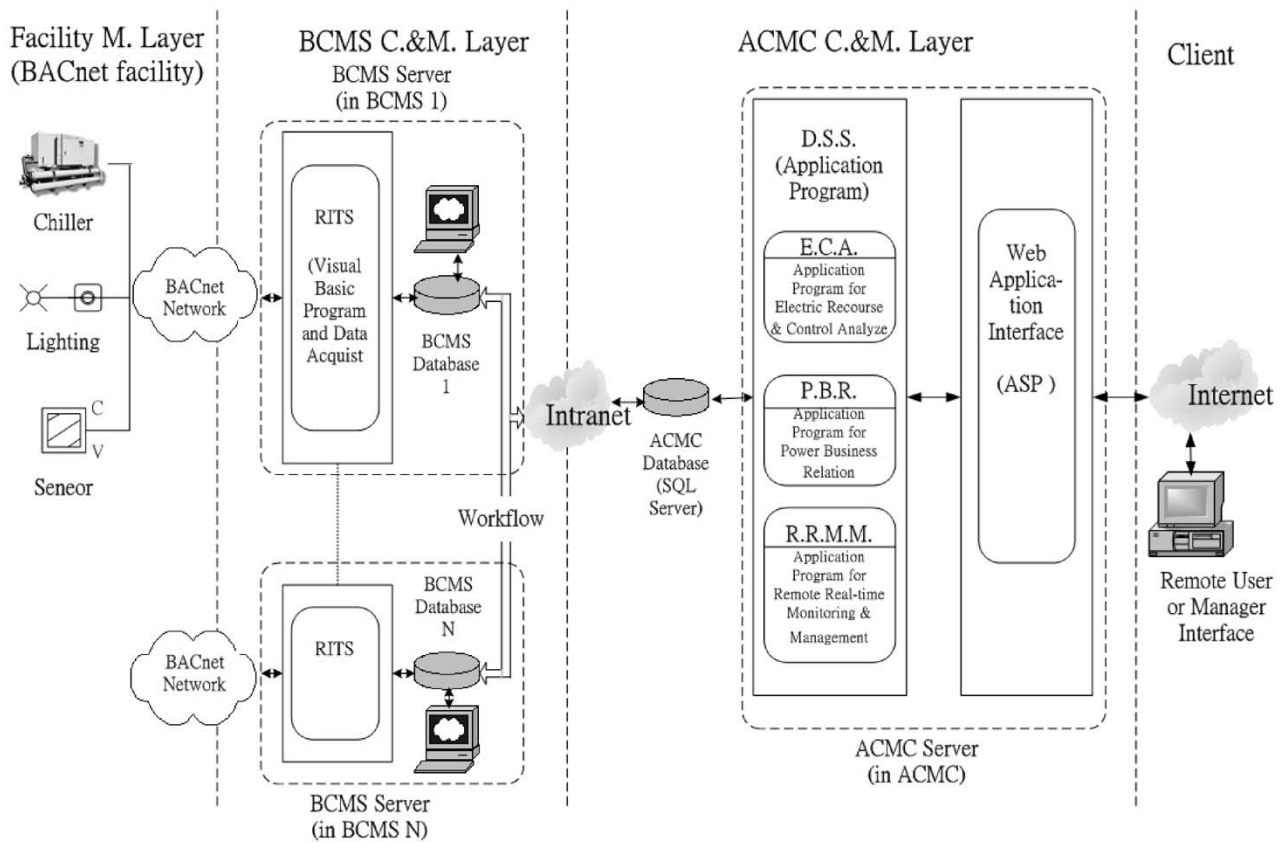 Facility M. Layer
(BACnet facility)
BCMS C.&M. Layer
ACMC C.&M. Layer
Client
BCMS Server
(in BCMS 1)
Chiller
Lighting
C
V
Seneor
BACnet
Network
RITS
(Visual
Basic
Program
and Data
Acquist
BCMS
Database
1
Workflow
BACnet
Network
RITS
BCMS
Database
N
BCMS Server
(in BCMS N)
Intranet
ACMC
Database
(SQL
Server)
D.S.S.
(Application
Program)
E.C.A.
Application
Program for
Electric Recourse
& Control Analyze
P.B.R.
Application
Program for
Power Business
Relation
R.R.M.M.
Application
Program for
Remote Real-time
Monitoring &
Management
Web
Applica-
tion
Interface
(ASP )
ACMC Server
(in ACMC)
Internet
Remote User
or Manager
Interface